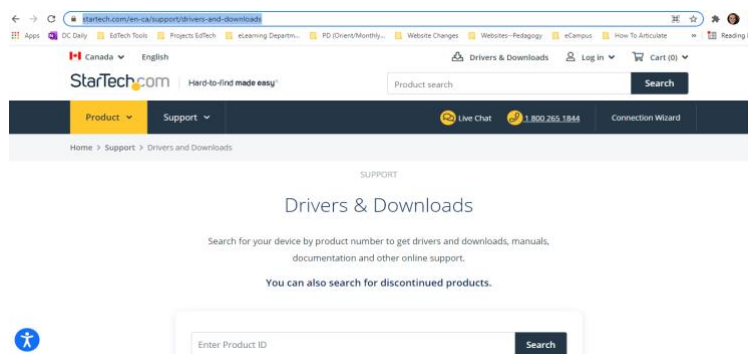 startech.com/en-ca/support/drivers-and-downloads
Apps DC Daily EdTech Tools Projects EdTech eLearning Departm... PD (Orient/Monthly... Website Changes Websites--Pedagogy eCampus How To Articulate » Reading
Canada English Drivers & Downloads Log in Cart (0)
StarTech.com Hard-to-find made easy® Product search Search
Product Support Live Chat 1 800 265 1844 Connection Wizard
Home > Support > Drivers and Downloads
SUPPORT
Drivers & Downloads
Search for your device by product number to get drivers and downloads, manuals,
documentation and other online support.
You can also search for discontinued products.
Enter Product ID Search